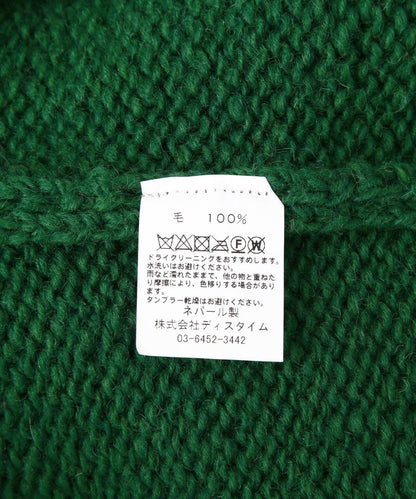 毛 100%
F W
ドライクリーニングをおすすめします。
水洗いはお避けください。
雨など濡れたままで、他の物と重ねた
り摩擦により、色移りする場合があり
ます。
タンブラー乾燥はお避けください。
ネパール製
株式会社ディスタイム
03-6452-3442